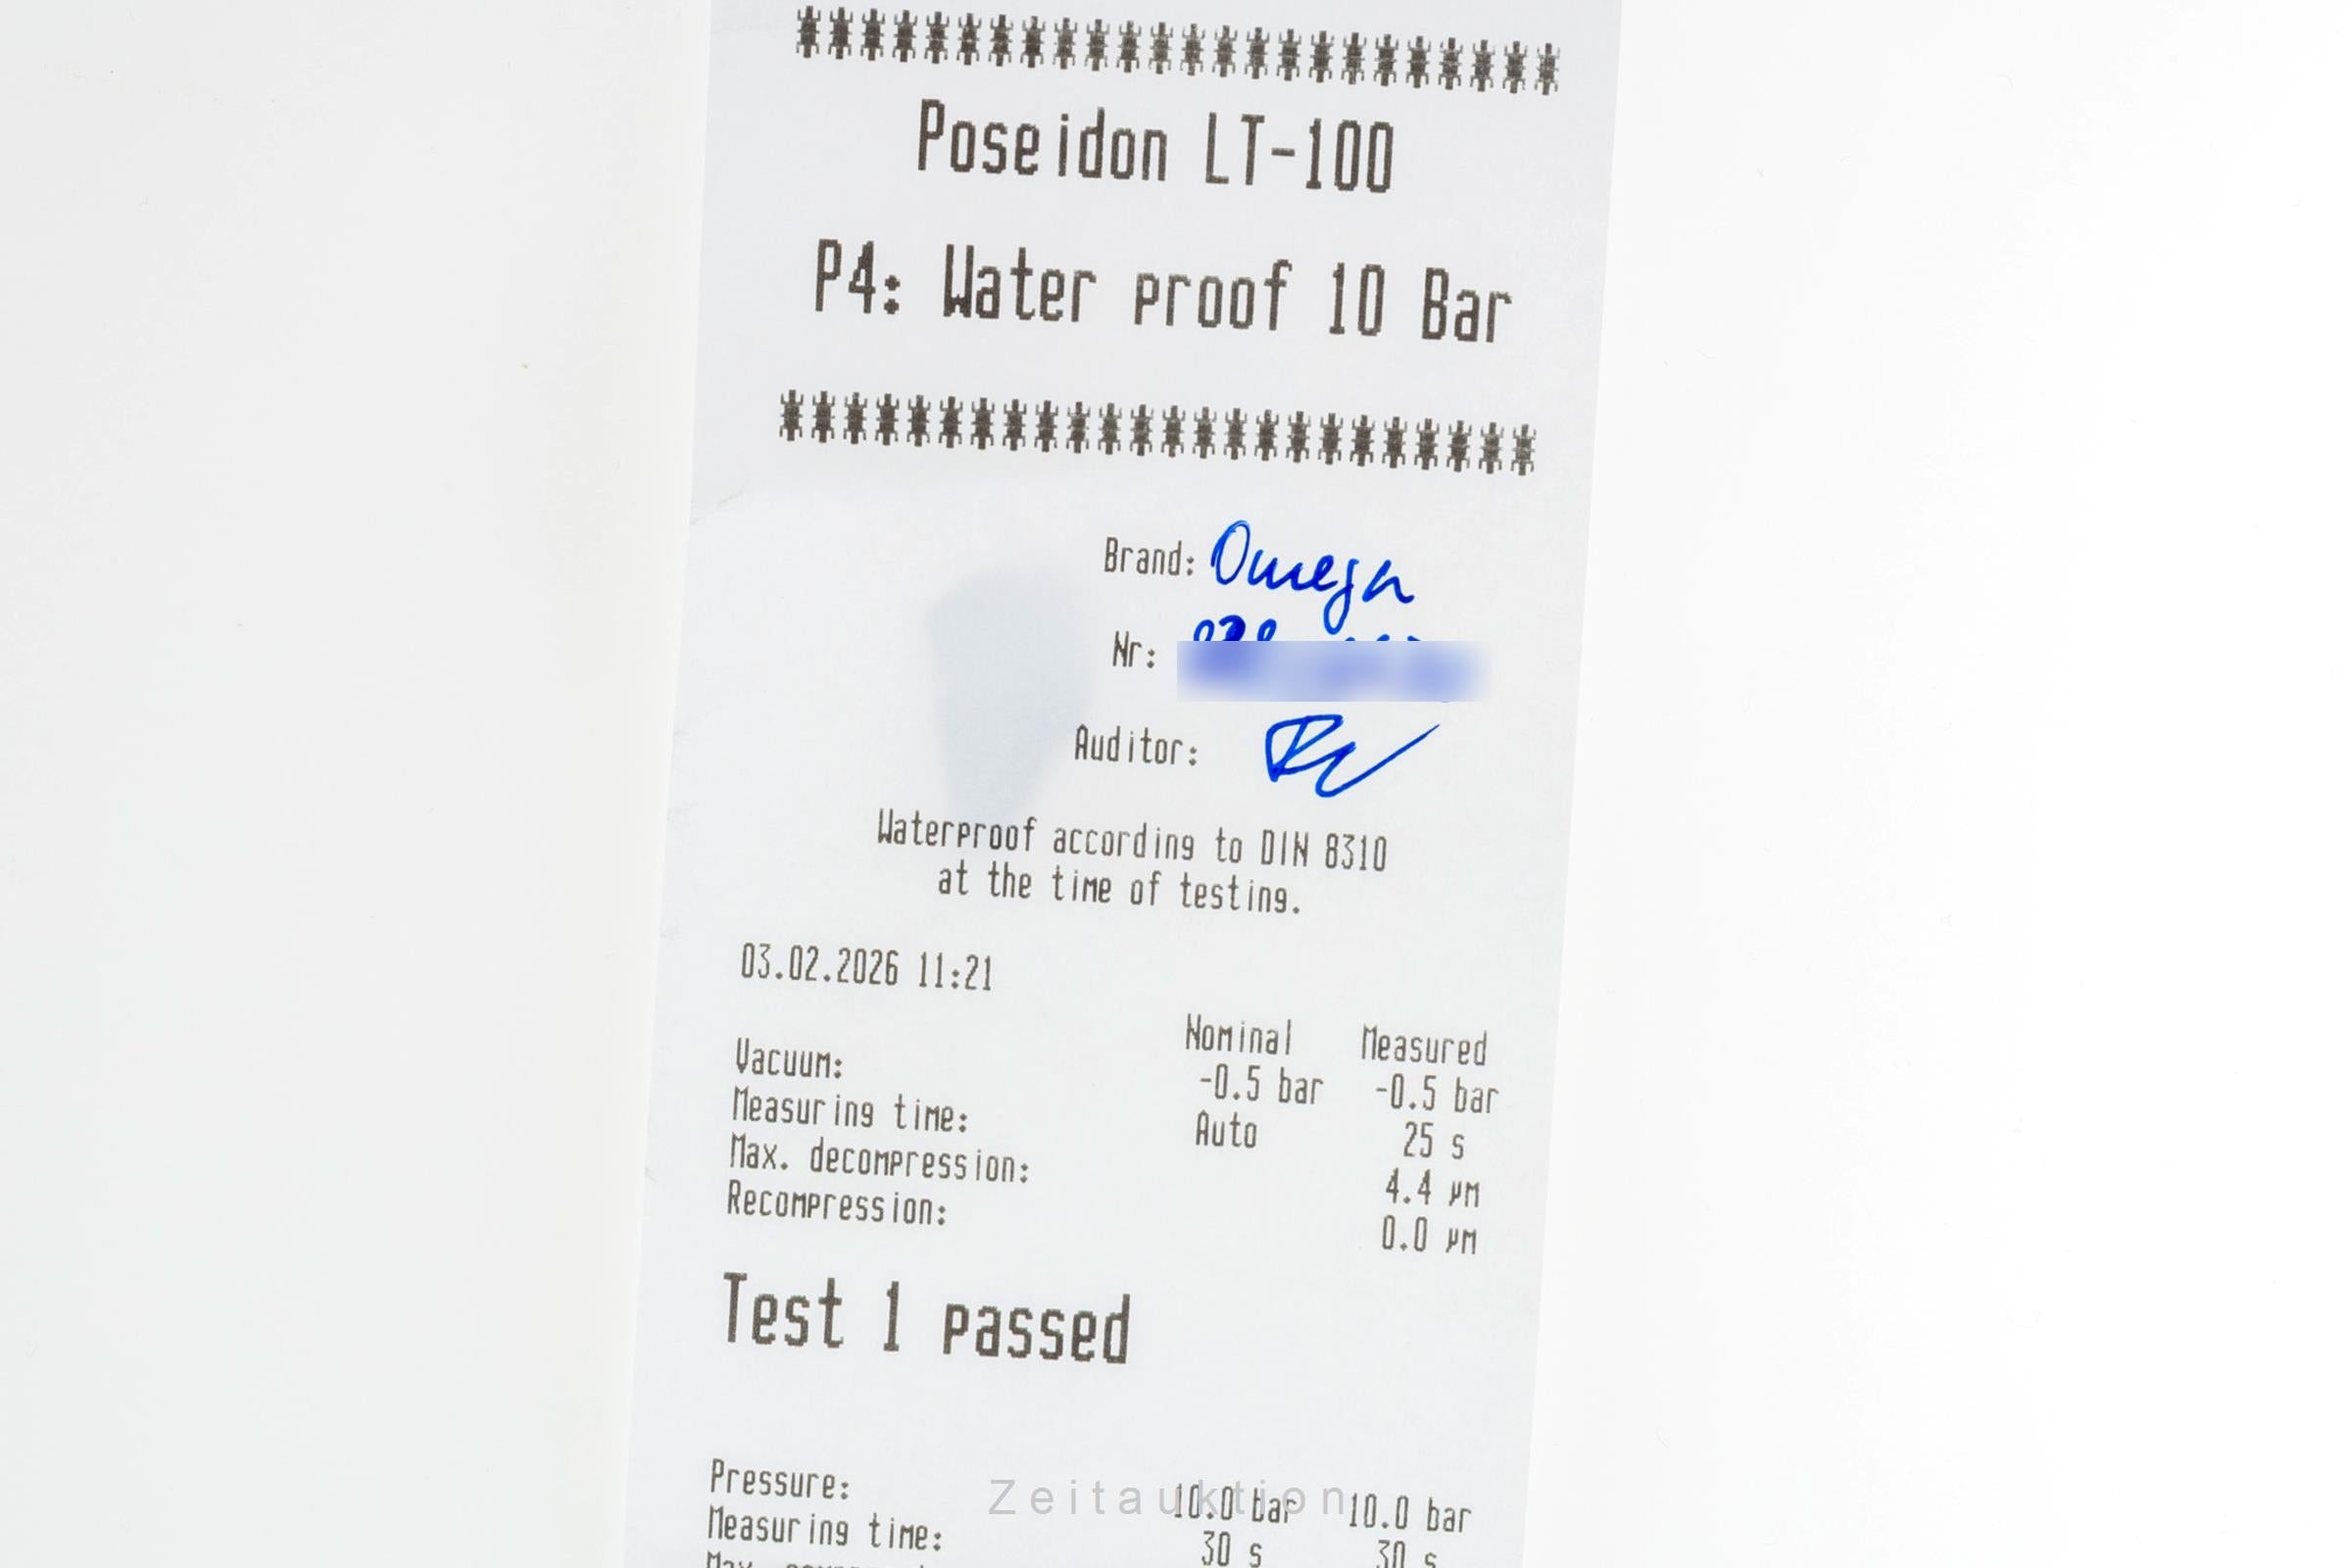 ************************
Poseidon LT-100
P4: Water proof 10 Bar
************************
Brand: Omega
Nr:
Auditor:
Waterproof according to DIN 8310
at the time of testing.
03.02.2026 11:21
Nominal Measured
Vacuum: -0.5 bar -0.5 bar
Measuring time: Auto 25 s
Max. decompression: 4.4 µm
Recompression: 0.0 µm
Test 1 passed
Pressure: 10.0 bar 10.0 bar
Zeitauktion
Measuring time: 30 s 30 s
Max.